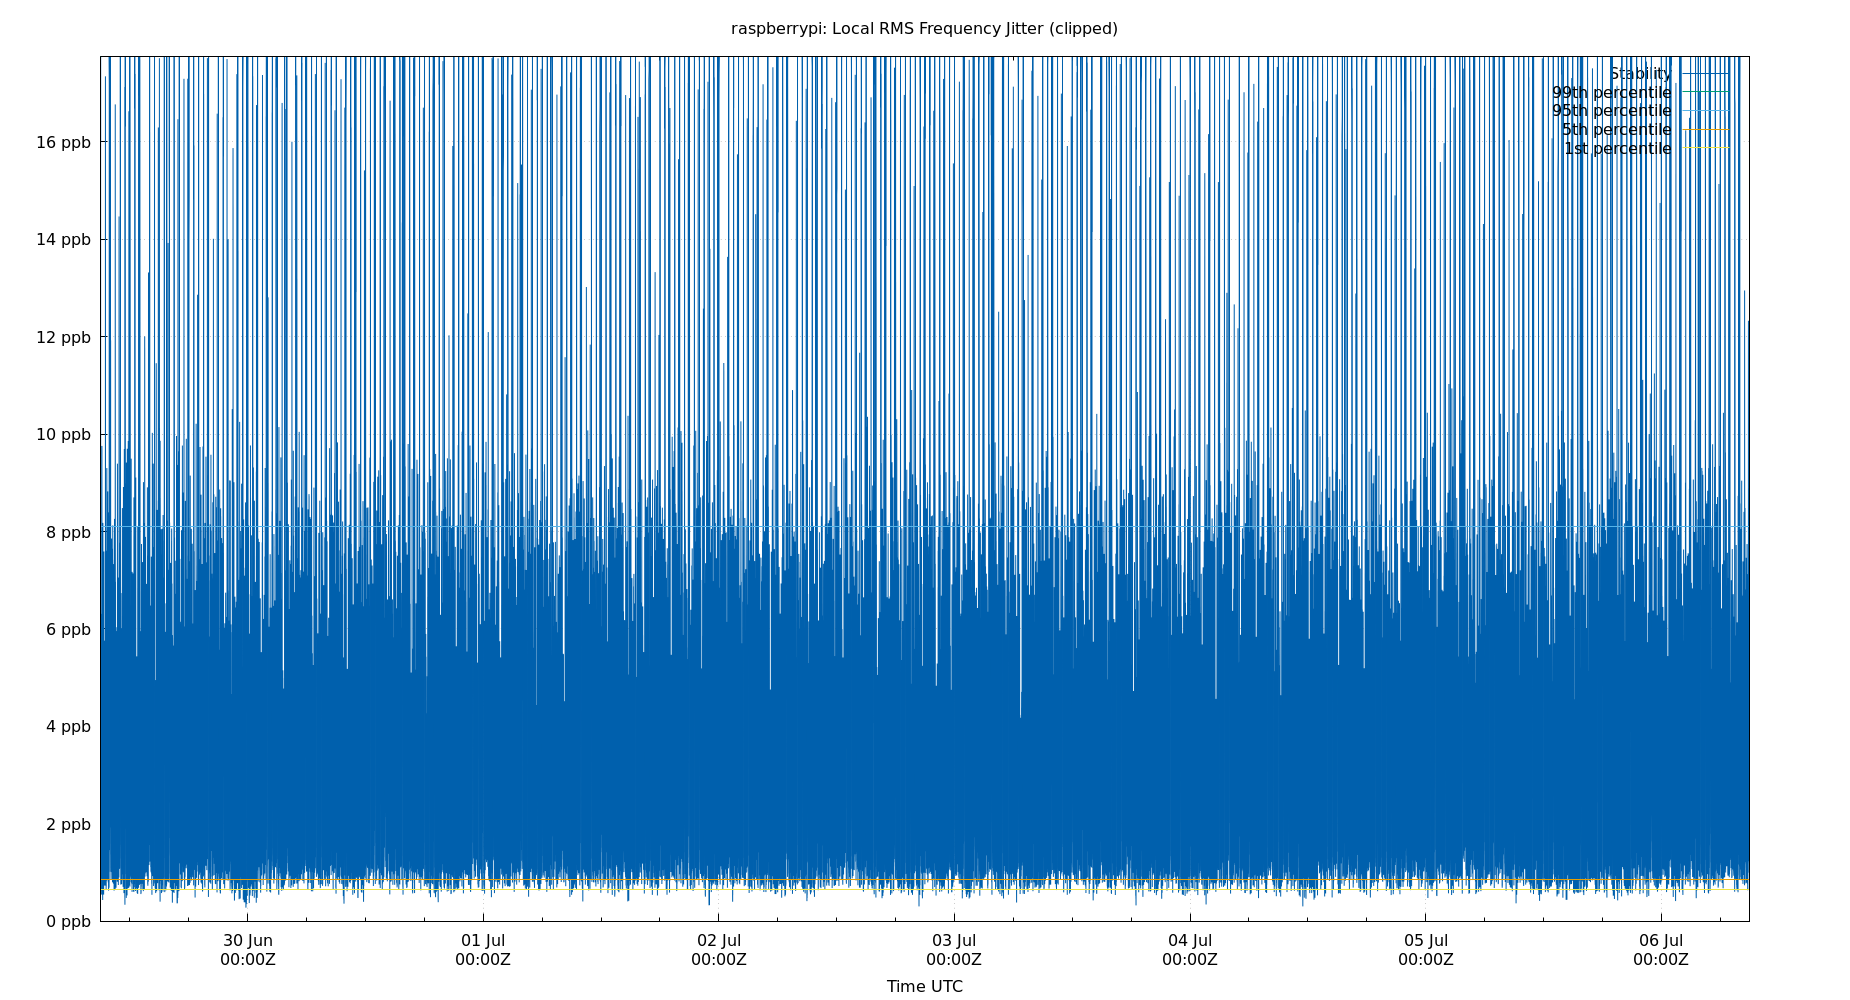 raspberrypi: Local RMS Frequency Jitter (clipped)
Stability
99th percentile
95th percentile
5th percentile
1st percentile
16 ppb
14 ppb
12 ppb
10 ppb
8 ppb
6 ppb
4 ppb
2 ppb
0 ppb
30 Jun 01 Jul 02 Jul 03 Jul 04 Jul 05 Jul 06 Jul
00:00Z 00:00Z 00:00Z 00:00Z 00:00Z 00:00Z 00:00Z
Time UTC